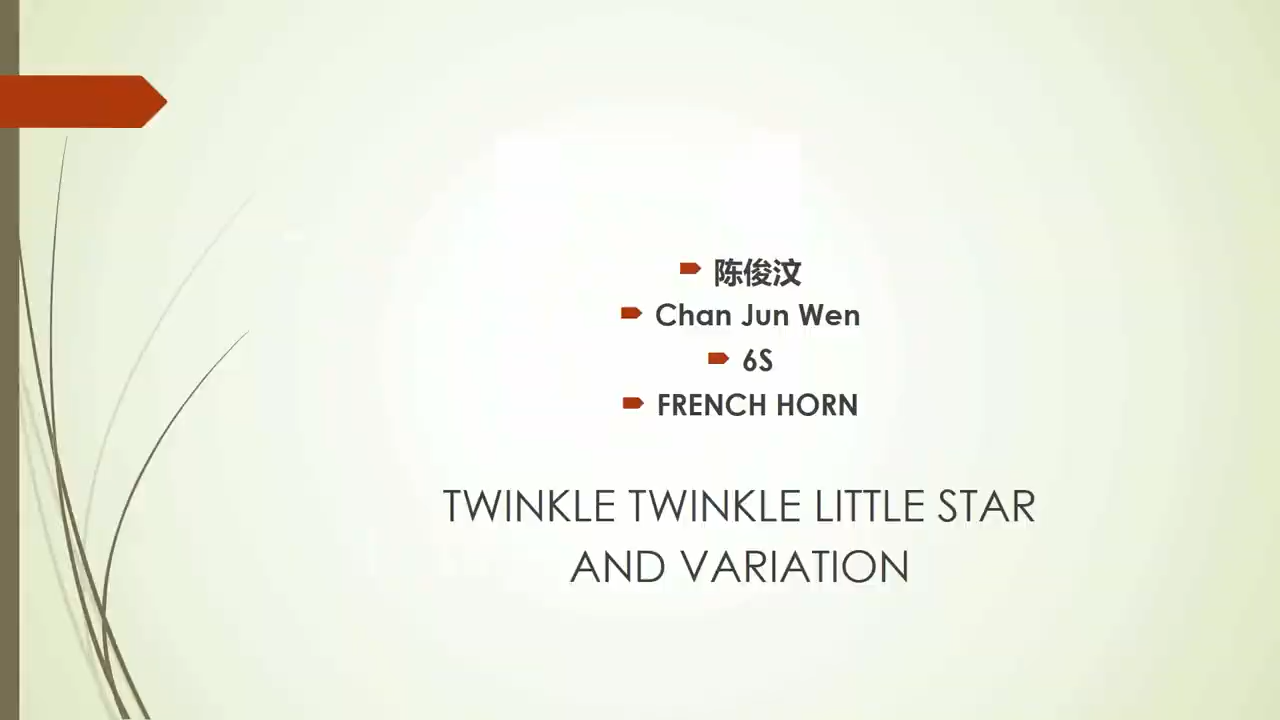 陈俊汶
Chan Jun Wen
6S
FRENCH HORN
TWINKLE TWINKLE LITTLE STAR
AND VARIATION